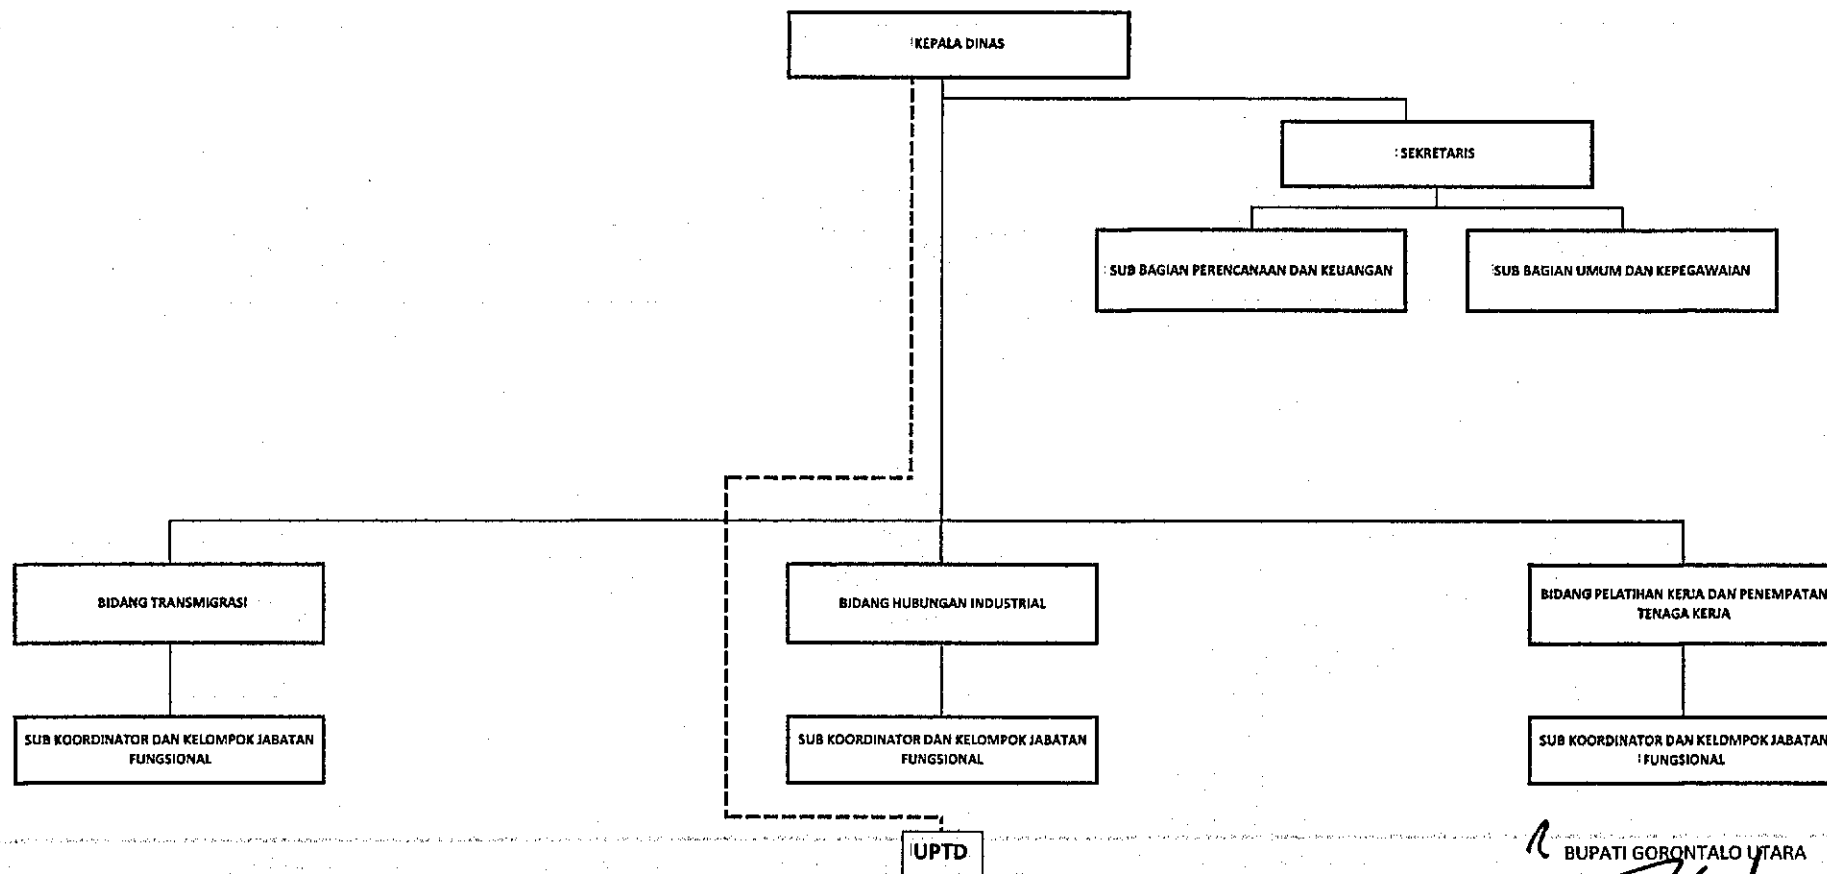 KEPALA DINAS
SEKRETARIS
SUB BAGIAN PERENCANAAN DAN KEUANGAN
SUB BAGIAN UMUM DAN KEPEGAWAIAN
BIDANG TRANSMIGRASI
BIDANG HUBUNGAN INDUSTRIAL
BIDANG PELATIHAN KERJA DAN PENEMPATAN
TENAGA KERJA
SUB KOORDINATOR DAN KELOMPOK JABATAN
FUNGSIONAL
SUB KOORDINATOR DAN KELOMPOK JABATAN
FUNGSIONAL
SUB KOORDINATOR DAN KELOMPOK JABATAN
FUNGSIONAL
UPTD
BUPATI GORONTALO UTARA